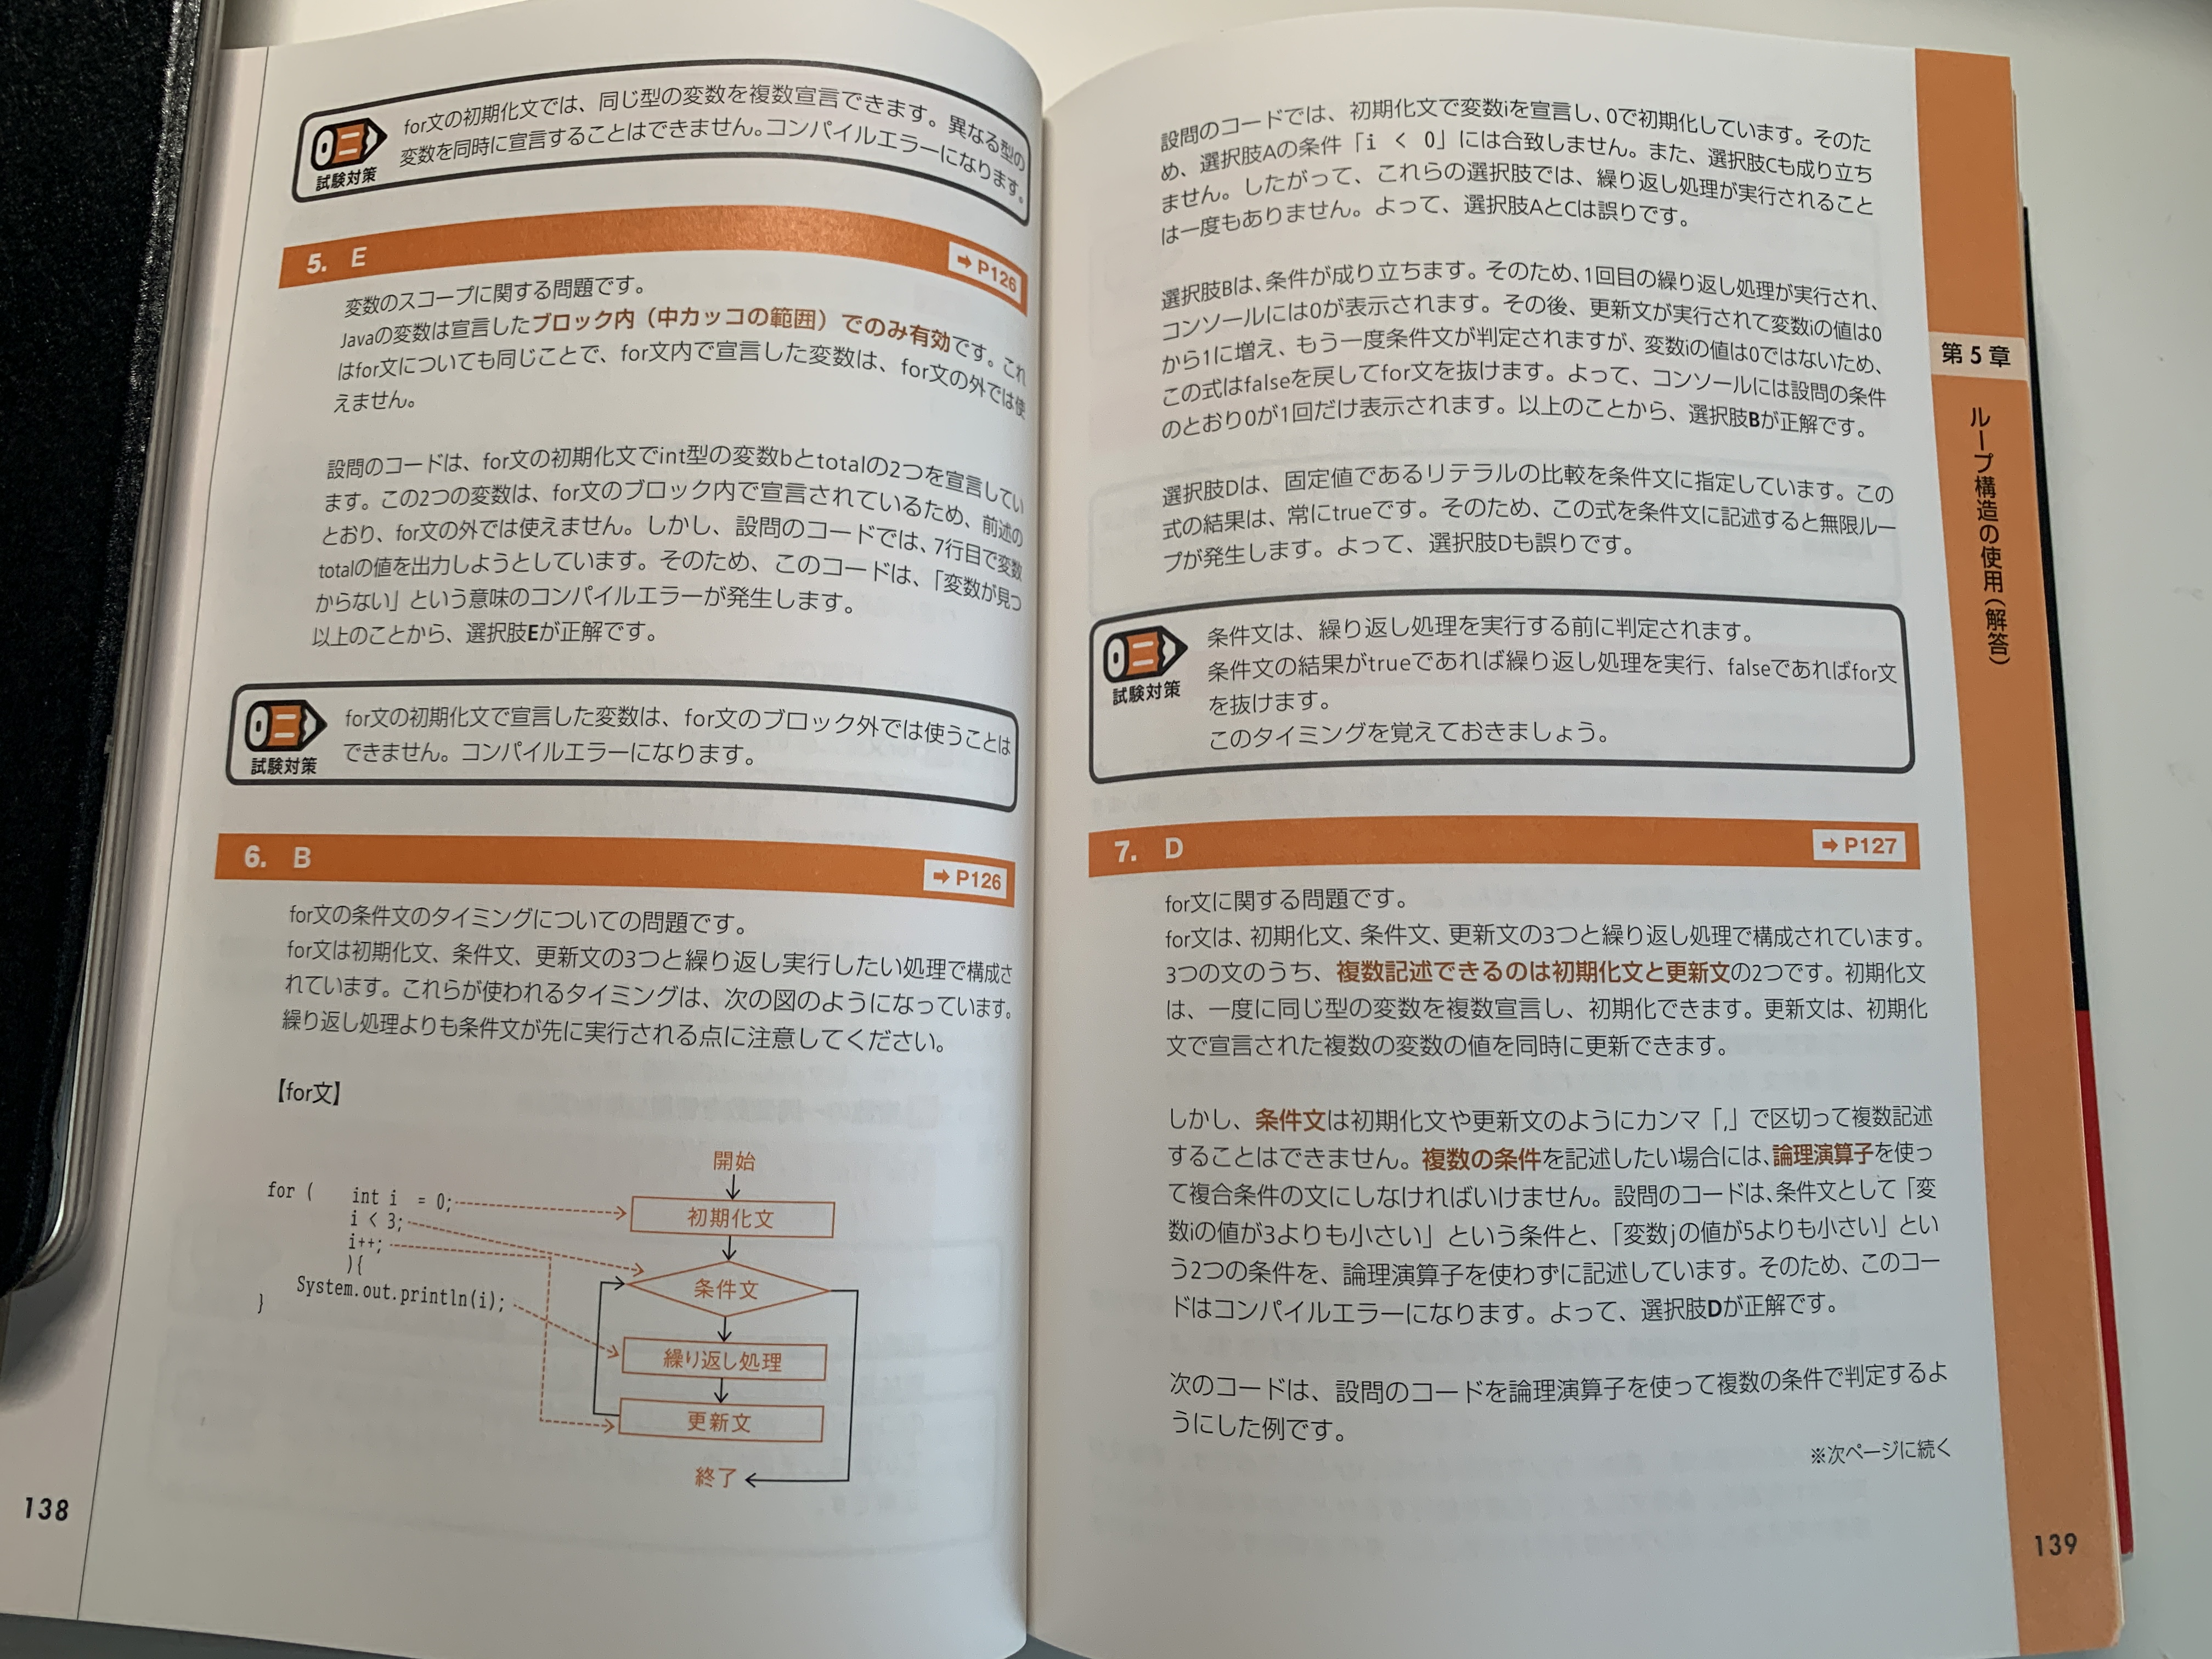 for文の初期化文では、同じ型の変数を複数宣言できます。異なる型の
変数を同時に宣言することはできません。コンパイルエラーになります。
試験対策
5. E
➡ P126
変数のスコープに関する問題です。
Javaの変数は宣言したブロック内（中カッコの範囲）でのみ有効です。これ
はfor文についても同じことで、for文内で宣言した変数は、for文の外では使
えません。
設問のコードは、for文の初期化文でint型の変数bとtotalの2つを宣言してい
ます。この2つの変数は、for文のブロック内で宣言されているため、前述の
とおり、for文の外では使えません。しかし、設問のコードでは、7行目で変数
totalの値を出力しようとしています。そのため、このコードは、「変数が見つ
からない」という意味のコンパイルエラーが発生します。
以上のことから、選択肢Eが正解です。
for文の初期化文で宣言した変数は、for文のブロック外では使うことは
できません。コンパイルエラーになります。
試験対策
6. B
➡ P126
for文の条件文のタイミングについての問題です。
for文は初期化文、条件文、更新文の3つと繰り返し実行したい処理で構成さ
れています。これらが使われるタイミングは、次の図のようになっています。
繰り返し処理よりも条件文が先に実行される点に注意してください。
【for文】
for ( int i = 0;
i < 3;
i++;
){
System.out.println(i);
}
開始
初期化文
条件文
繰り返し処理
更新文
終了
138
設問のコードでは、初期化文で変数iを宣言し、0で初期化しています。そのた
め、選択肢Aの条件「i < 0」には合致しません。また、選択肢Cも成り立ち
ません。したがって、これらの選択肢では、繰り返し処理が実行されること
は一度もありません。よって、選択肢AとCは誤りです。
選択肢Bは、条件が成り立ちます。そのため、1回目の繰り返し処理が実行され、
コンソールには0が表示されます。その後、更新文が実行されて変数iの値は0
から1に増え、もう一度条件文が判定されますが、変数iの値は0ではないため、
この式はfalseを戻してfor文を抜けます。よって、コンソールには設問の条件
のとおり0が1回だけ表示されます。以上のことから、選択肢Bが正解です。
選択肢Dは、固定値であるリテラルの比較を条件文に指定しています。この
式の結果は、常にtrueです。そのため、この式を条件文に記述すると無限ルー
プが発生します。よって、選択肢Dも誤りです。
条件文は、繰り返し処理を実行する前に判定されます。
条件文の結果がtrueであれば繰り返し処理を実行、falseであればfor文
を抜けます。
このタイミングを覚えておきましょう。
試験対策
7. D
➡ P127
for文に関する問題です。
for文は、初期化文、条件文、更新文の3つと繰り返し処理で構成されています。
3つの文のうち、複数記述できるのは初期化文と更新文の2つです。初期化文
は、一度に同じ型の変数を複数宣言し、初期化できます。更新文は、初期化
文で宣言された複数の変数の値を同時に更新できます。
しかし、条件文は初期化文や更新文のようにカンマ「,」で区切って複数記述
することはできません。複数の条件を記述したい場合には、論理演算子を使っ
て複合条件の文にしなければいけません。設問のコードは、条件文として「変
数iの値が3よりも小さい」という条件と、「変数jの値が5よりも小さい」とい
う2つの条件を、論理演算子を使わずに記述しています。そのため、このコー
ドはコンパイルエラーになります。よって、選択肢Dが正解です。
次のコードは、設問のコードを論理演算子を使って複数の条件で判定するよ
うにした例です。
※次ページに続く
第5章
ループ構造の使用（解答）
139